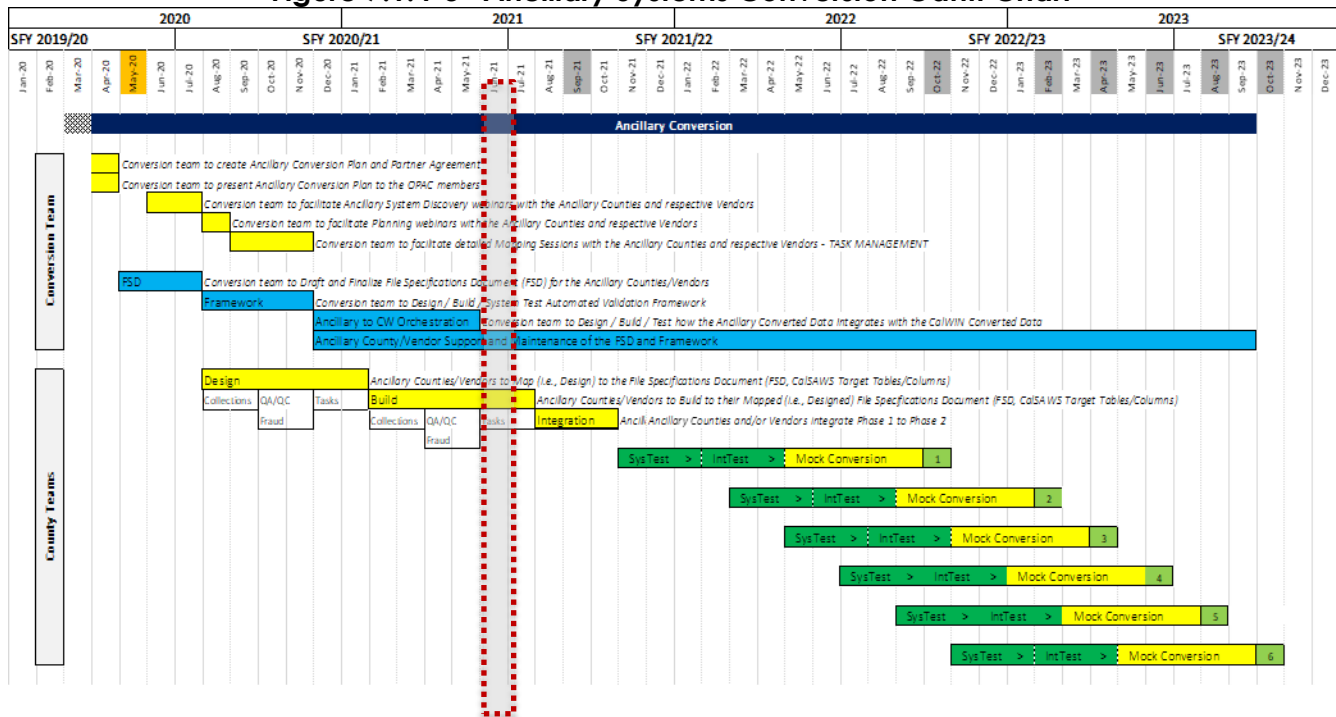 2020 2021 2022 2023
SFY 2019/20 SFY 2020/21 SFY 2021/22 SFY 2022/23 SFY 2023/24
Jan-20 Feb-20 Mar-20 Apr-20 May-20 Jun-20 Jul-20 Aug-20 Sep-20 Oct-20 Nov-20 Dec-20 Jan-21 Feb-21 Mar-21 Apr-21 May-21 Jun-21 Jul-21 Aug-21 Sep-21 Oct-21 Nov-21 Dec-21 Jan-22 Feb-22 Mar-22 Apr-22 May-22 Jun-22 Jul-22 Aug-22 Sep-22 Oct-22 Nov-22 Dec-22 Jan-23 Feb-23 Mar-23 Apr-23 May-23 Jun-23 Jul-23 Aug-23 Sep-23 Oct-23 Nov-23 Dec-23
Ancillary Conversion
Conversion Team
Conversion team to create Ancillary Conversion Plan and Partner Agreement
Conversion team to present Ancillary Conversion Plan to the OPAC members
Conversion team to facilitate Ancillary System Discovery webinars with the Ancillary Counties and respective Vendors
Conversion team to facilitate Planning webinars with the Ancillary Counties and respective Vendors
Conversion team to facilitate detailed Mapping Sessions with the Ancillary Counties and respective Vendors - TASK MANAGEMENT
FSD Conversion team to Draft and Finalize File Specifications Document (FSD) for the Ancillary Counties/Vendors
Framework Conversion team to Design / Build / System Test Automated Validation Framework
Ancillary to CW Orchestration Conversion team to Design / Build / Test how the Ancillary Converted Data Integrates with the CalWIN Converted Data
Ancillary County/Vendor Support and Maintenance of the FSD and Framework
County Teams
Design Ancillary Counties/Vendors to Map (i.e., Design) to the File Specifications Document (FSD, CalSAWS Target Tables/Columns)
Collections QA/QC Tasks Build Ancillary Counties/Vendors to Build to their Mapped (i.e., Designed) File Specifications Document (FSD, CalSAWS Target Tables/Columns)
Fraud Collections QA/QC Tasks Integration Ancill Ancillary Counties and/or Vendors Integrate Phase 1 to Phase 2
Fraud
SysTest > IntTest > Mock Conversion 1
SysTest > IntTest > Mock Conversion 2
SysTest > IntTest > Mock Conversion 3
SysTest > IntTest > Mock Conversion 4
SysTest > IntTest > Mock Conversion 5
SysTest > IntTest > Mock Conversion 6